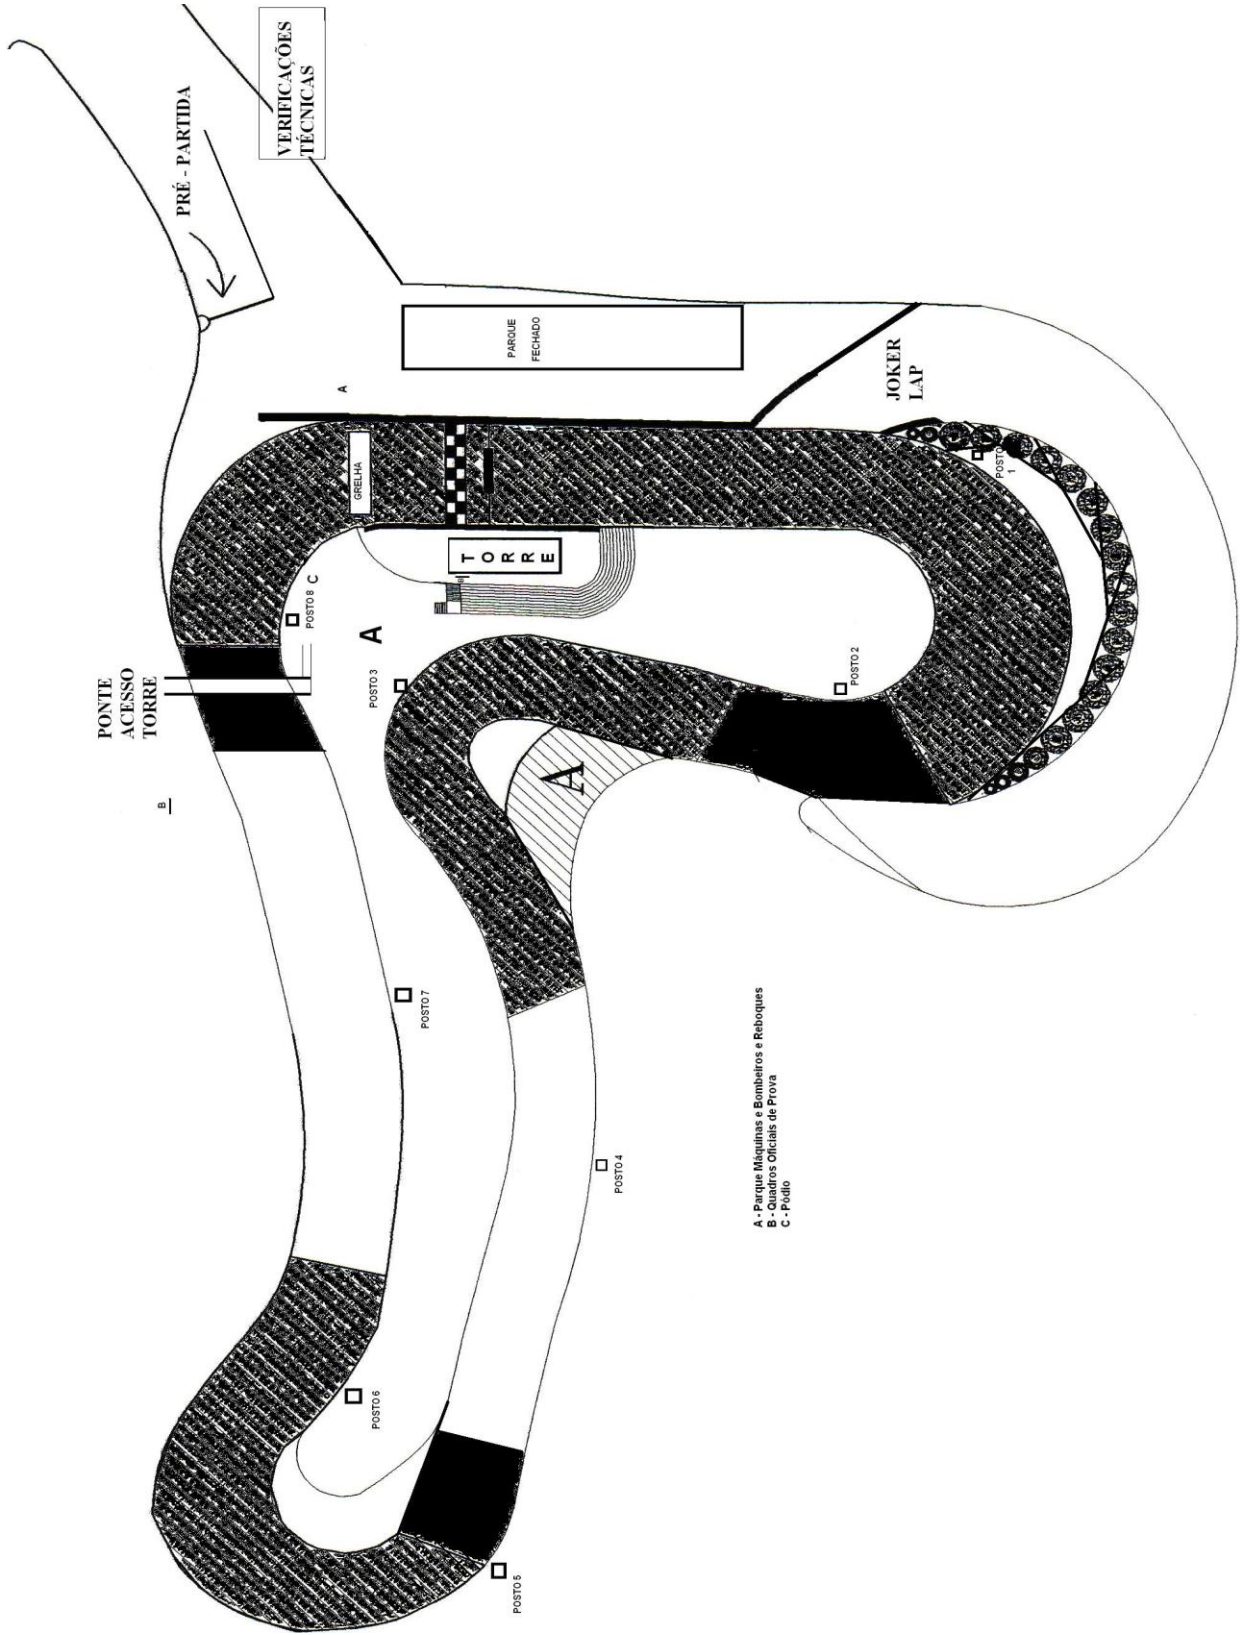 VERIFICAÇÕES
TÉCNICAS
PRÉ - PARTIDA
PARQUE
FECHADO
A
JOKER
LAP
GRELHA
POSTO
1
TORRE
POSTO 8
C
A
PONTE
ACESSO
TORRE
POSTO 3
POSTO 2
A
B
POSTO 7
POSTO 4
A - Parque Máquinas e Bombeiros e Reboques
B - Quadros Oficiais de Prova
C - Pódio
POSTO 6
POSTO 5